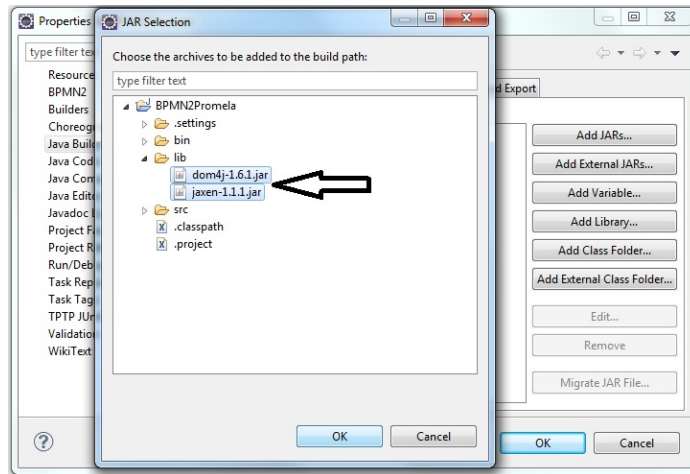 Properties
JAR Selection
type filter te
Resource
BPMN2
Builders
Choreog
Java Buil
Java Cod
Java Com
Java Edit
Javadoc L
Project Fa
Project R
Run/Deb
Task Rep
Task Tag
TPTP JUn
Validatio
WikiText
Choose the archives to be added to the build path:
type filter text
BPMN2Promela
.settings
bin
lib
dom4j-1.6.1.jar
jaxen-1.1.1.jar
src
.classpath
.project
OK
Cancel
d Export
Add JARs...
Add External JARs...
Add Variable...
Add Library...
Add Class Folder...
Add External Class Folder...
Edit...
Remove
Migrate JAR File...
OK
Cancel